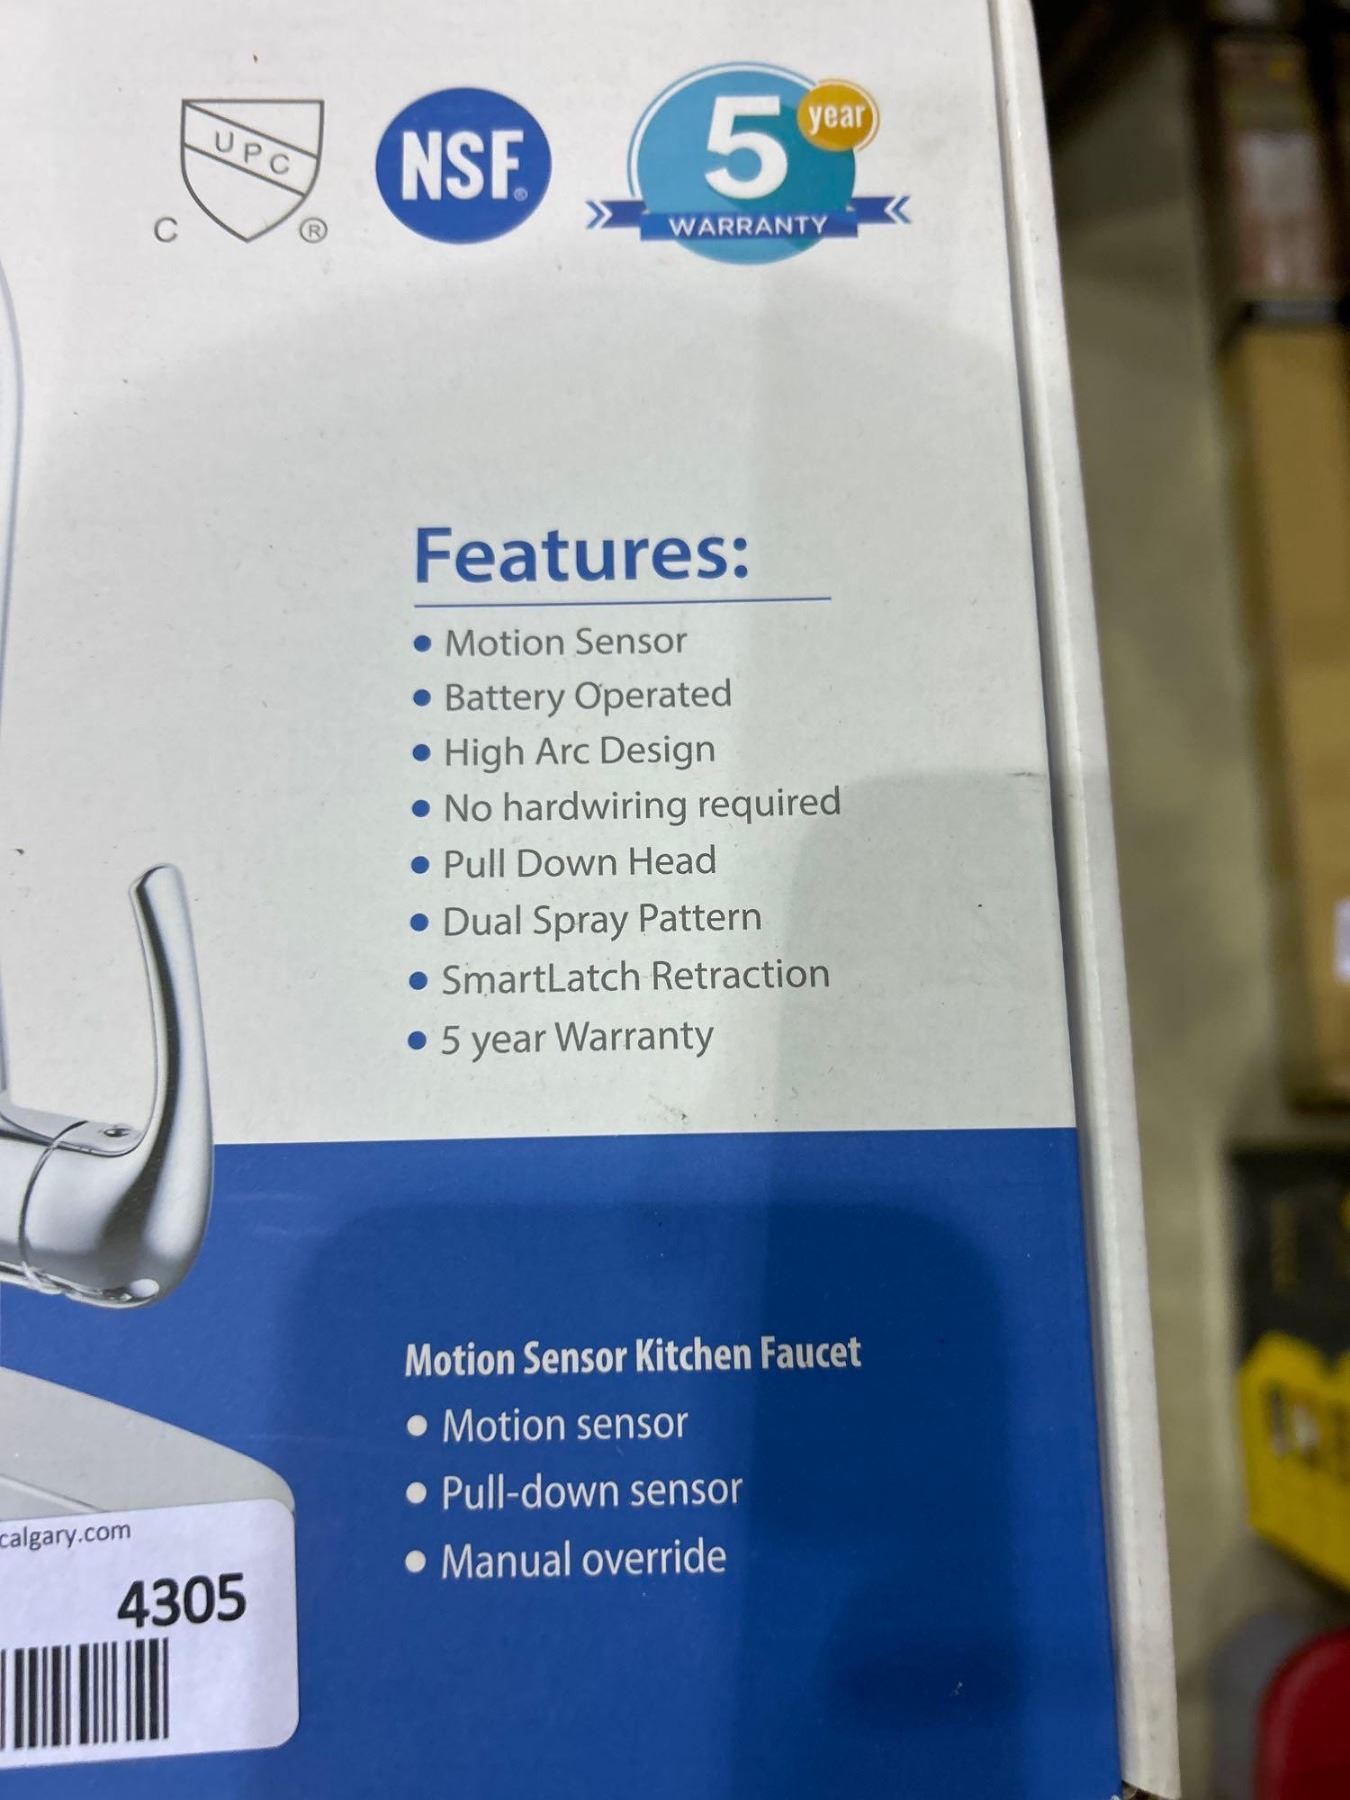 UPC
C ®
NSF®
5 year
WARRANTY
Features:
• Motion Sensor
• Battery Operated
• High Arc Design
• No hardwiring required
• Pull Down Head
• Dual Spray Pattern
• SmartLatch Retraction
• 5 year Warranty
Motion Sensor Kitchen Faucet
• Motion sensor
• Pull-down sensor
• Manual override
calgary.com
4305